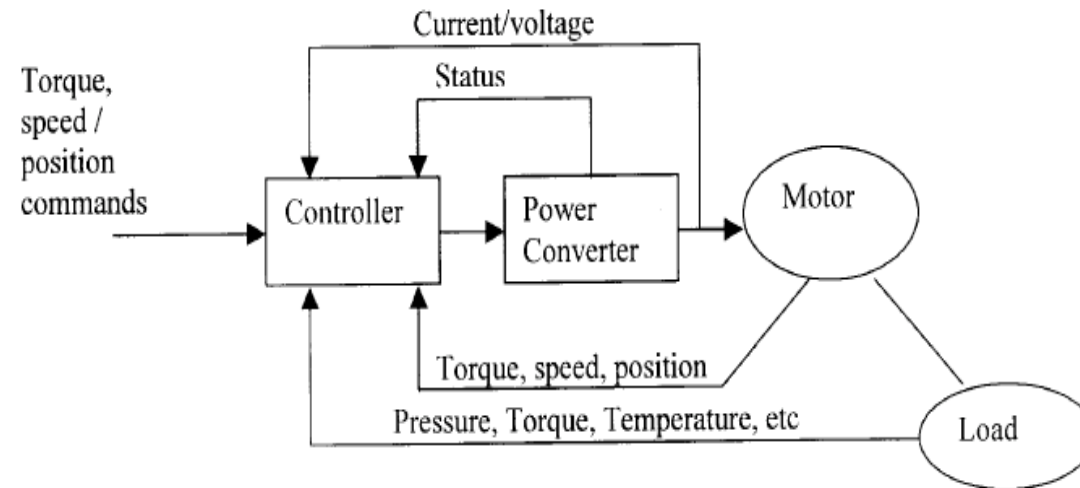 Current/voltage
Status
Torque,
speed /
position
commands
Controller
Power
Converter
Motor
Torque, speed, position
Pressure, Torque, Temperature, etc
Load